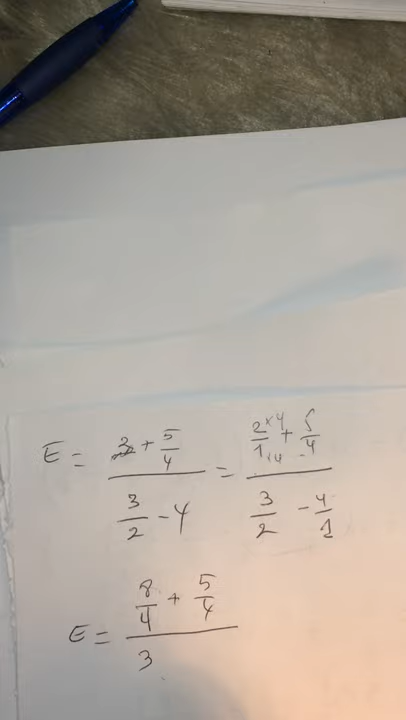 E = (2 + 5/4) / (3/2 - 4) = (2×4/1×4 + 5/4) / (3/2 - 4/1)
E = (8/4 + 5/4) / 3